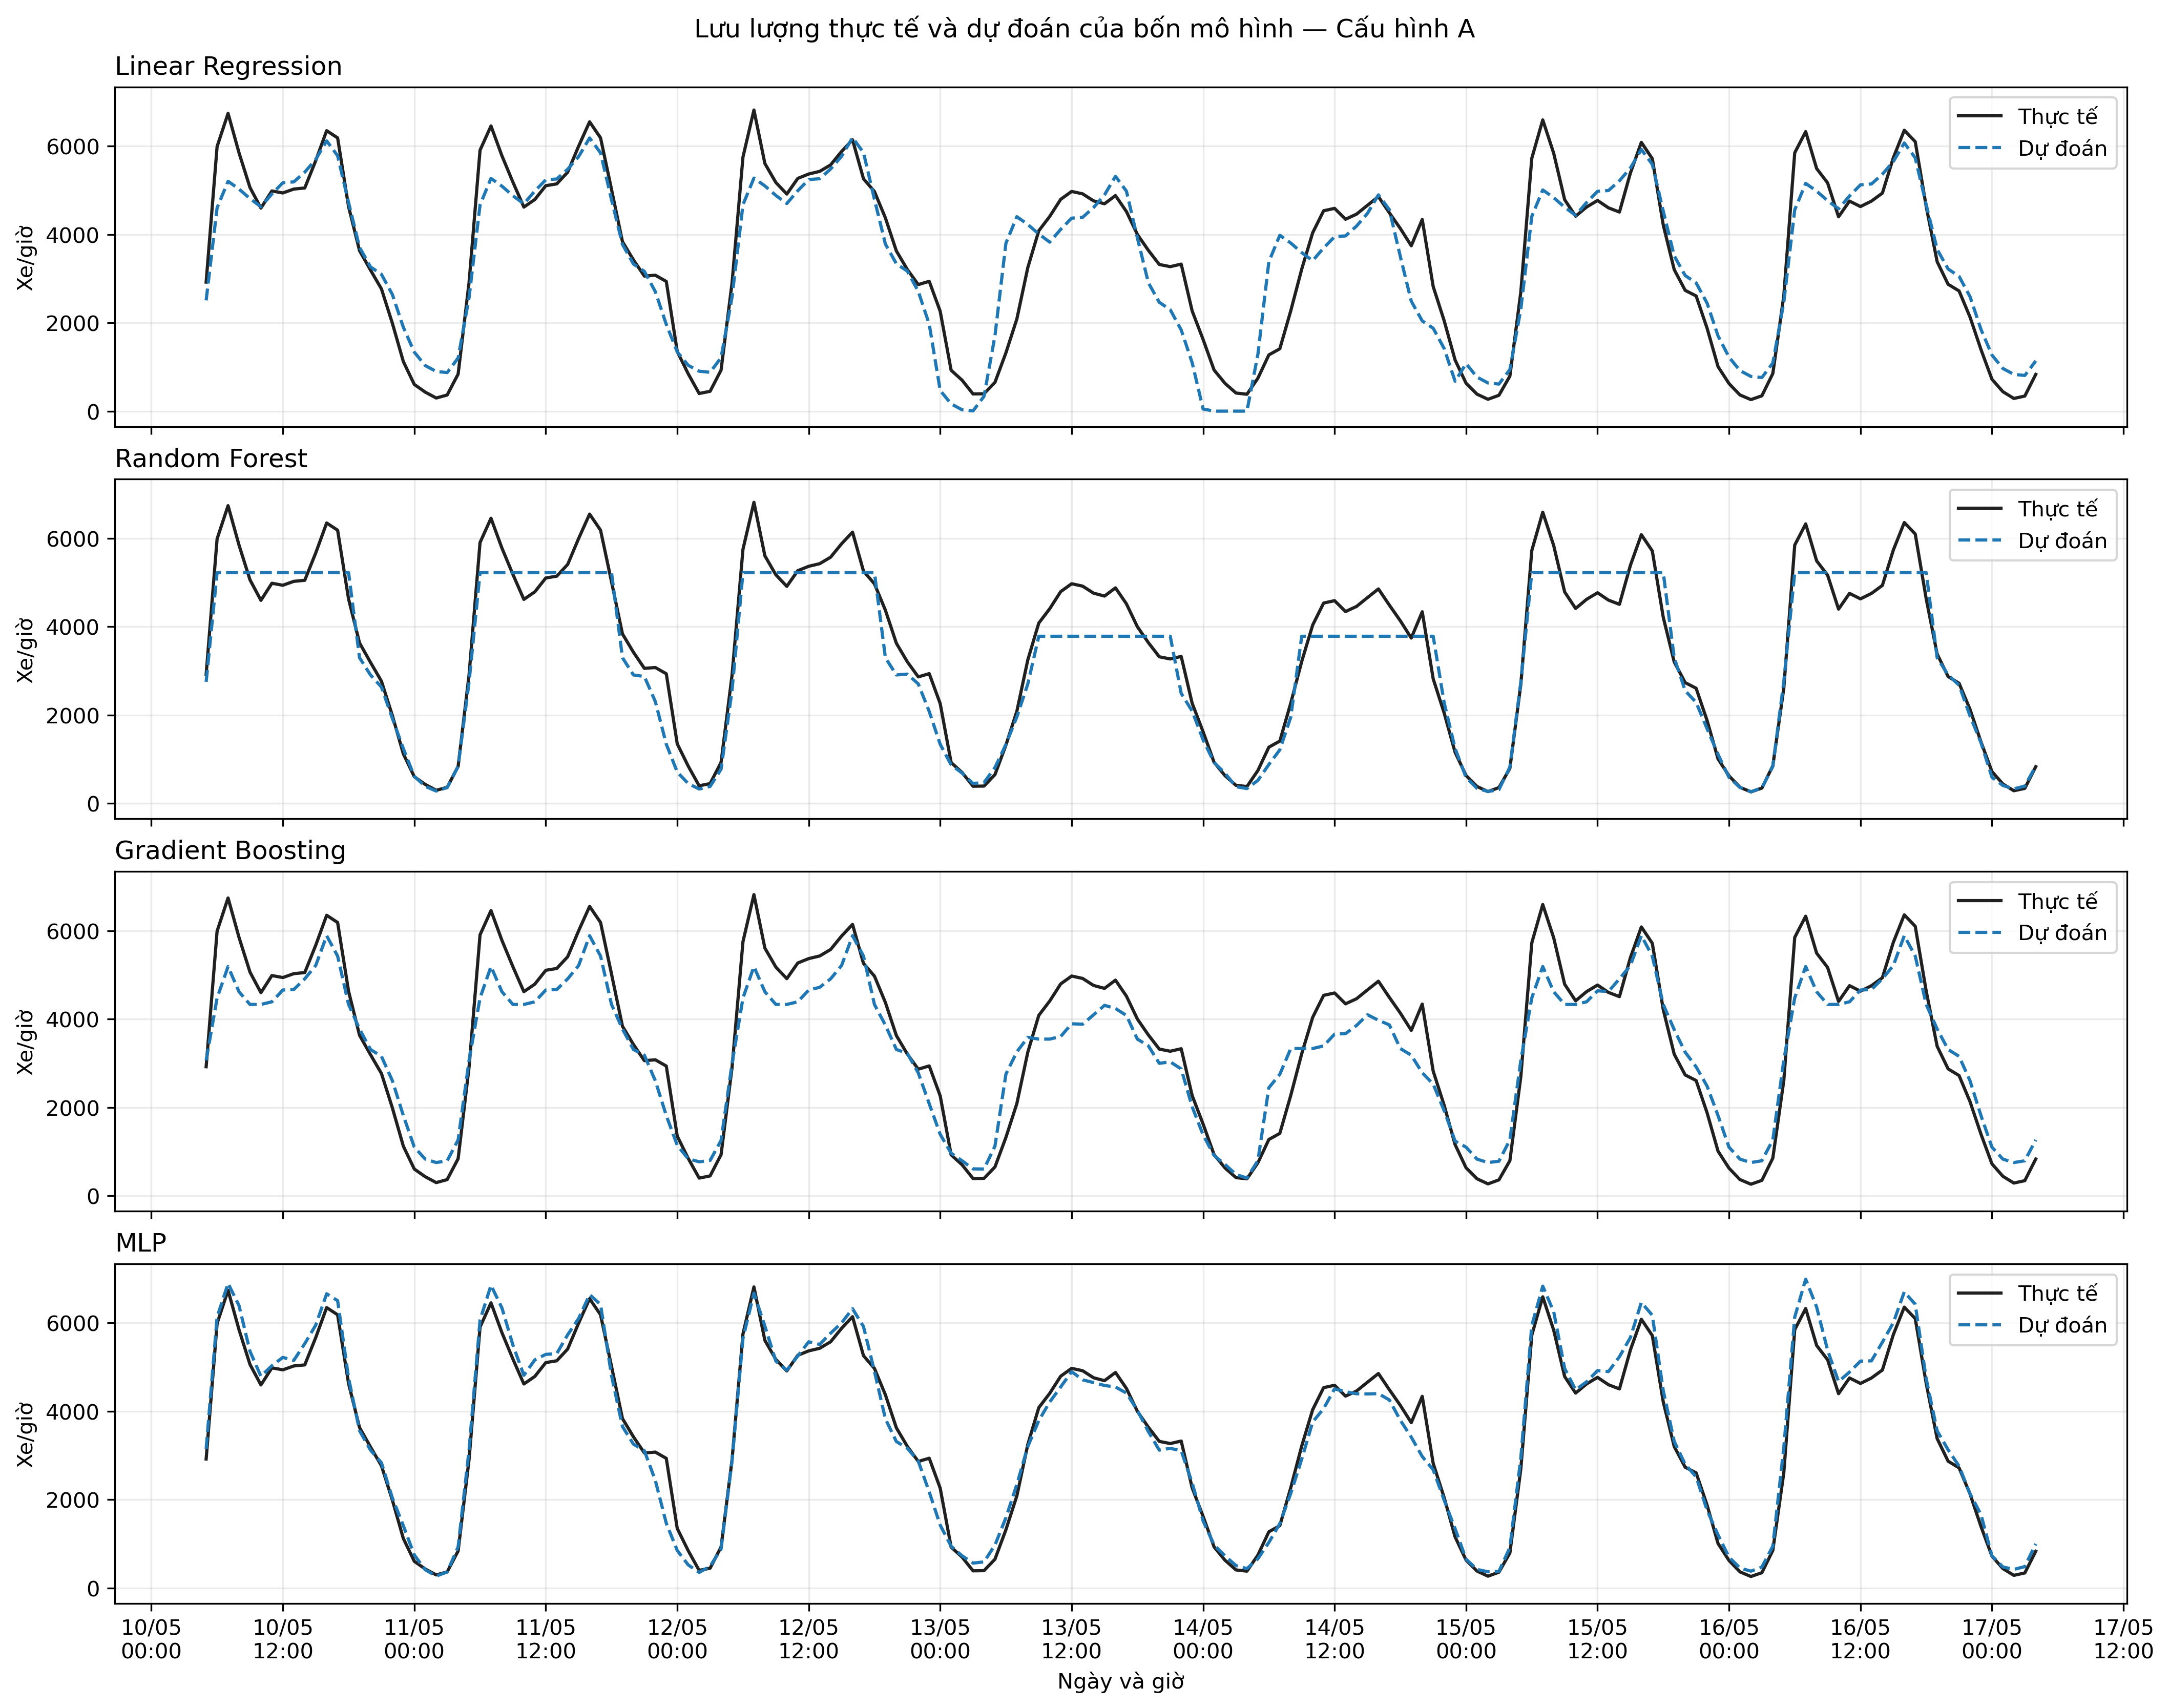 Lưu lượng thực tế và dự đoán của bốn mô hình — Cấu hình A
Linear Regression
Xe/giờ
6000
4000
2000
0
Thực tế
Dự đoán
Random Forest
Xe/giờ
6000
4000
2000
0
Thực tế
Dự đoán
Gradient Boosting
Xe/giờ
6000
4000
2000
0
Thực tế
Dự đoán
MLP
Xe/giờ
6000
4000
2000
0
Thực tế
Dự đoán
10/05 10/05 11/05 11/05 12/05 12/05 13/05 13/05 14/05 14/05 15/05 15/05 16/05 16/05 17/05 17/05
00:00 12:00 00:00 12:00 00:00 12:00 00:00 12:00 00:00 12:00 00:00 12:00 00:00 12:00 00:00 12:00
Ngày và giờ